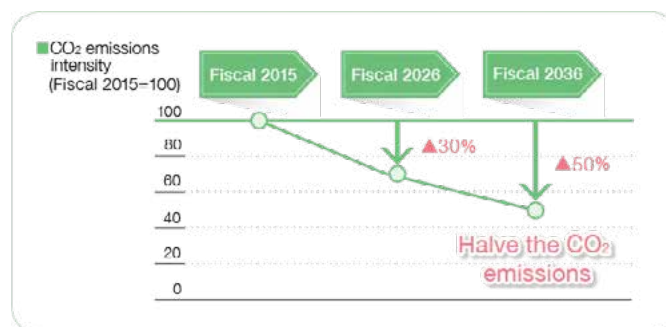 ■CO₂ emissions
intensity
(Fiscal 2015=100)
Fiscal 2015
Fiscal 2026
Fiscal 2036
100
80
60
40
20
0
▲30%
▲50%
Halve the CO₂
emissions